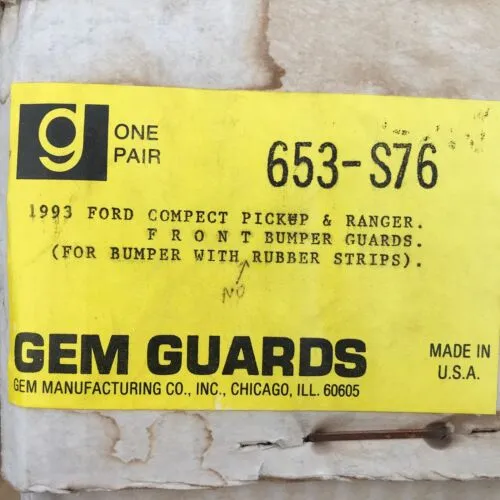 g
ONE
PAIR
653-S76
1993 FORD COMPECT PICKUP & RANGER.
FRONT BUMPER GUARDS.
(FOR BUMPER WITH RUBBER STRIPS).
NO
GEM GUARDS
GEM MANUFACTURING CO., INC., CHICAGO, ILL. 60605
MADE IN
U.S.A.